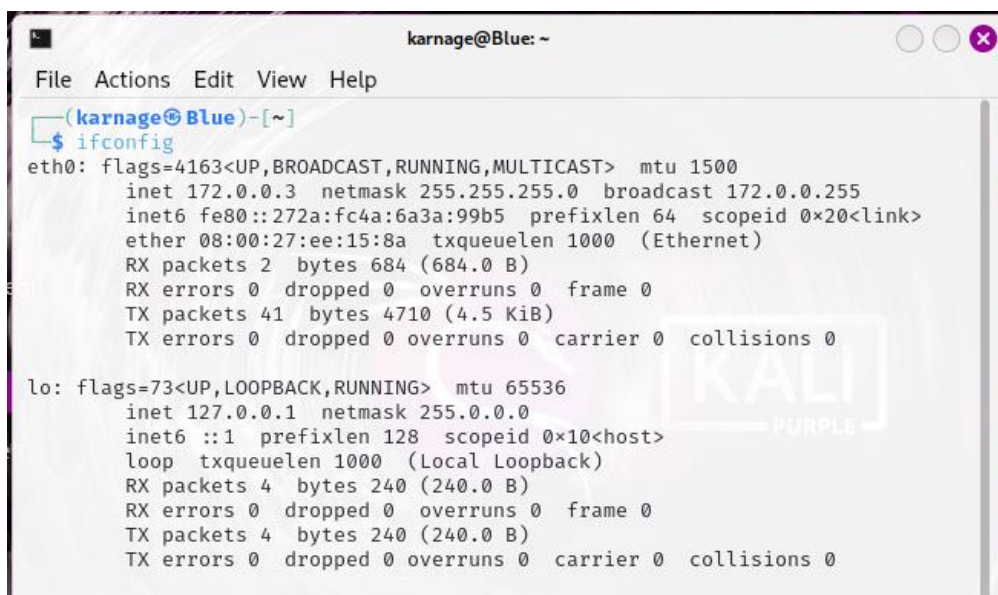 karnage@Blue: ~
File Actions Edit View Help
┌──(karnage㉿Blue)-[~]
└─$ ifconfig
eth0: flags=4163<UP,BROADCAST,RUNNING,MULTICAST>  mtu 1500
        inet 172.0.0.3  netmask 255.255.255.0  broadcast 172.0.0.255
        inet6 fe80::272a:fc4a:6a3a:99b5  prefixlen 64  scopeid 0×20<link>
        ether 08:00:27:ee:15:8a  txqueuelen 1000  (Ethernet)
        RX packets 2  bytes 684 (684.0 B)
        RX errors 0  dropped 0  overruns 0  frame 0
        TX packets 41  bytes 4710 (4.5 KiB)
        TX errors 0  dropped 0 overruns 0  carrier 0  collisions 0

lo: flags=73<UP,LOOPBACK,RUNNING>  mtu 65536
        inet 127.0.0.1  netmask 255.0.0.0
        inet6 ::1  prefixlen 128  scopeid 0×10<host>
        loop  txqueuelen 1000  (Local Loopback)
        RX packets 4  bytes 240 (240.0 B)
        RX errors 0  dropped 0  overruns 0  frame 0
        TX packets 4  bytes 240 (240.0 B)
        TX errors 0  dropped 0 overruns 0  carrier 0  collisions 0
KALI
PURPLE